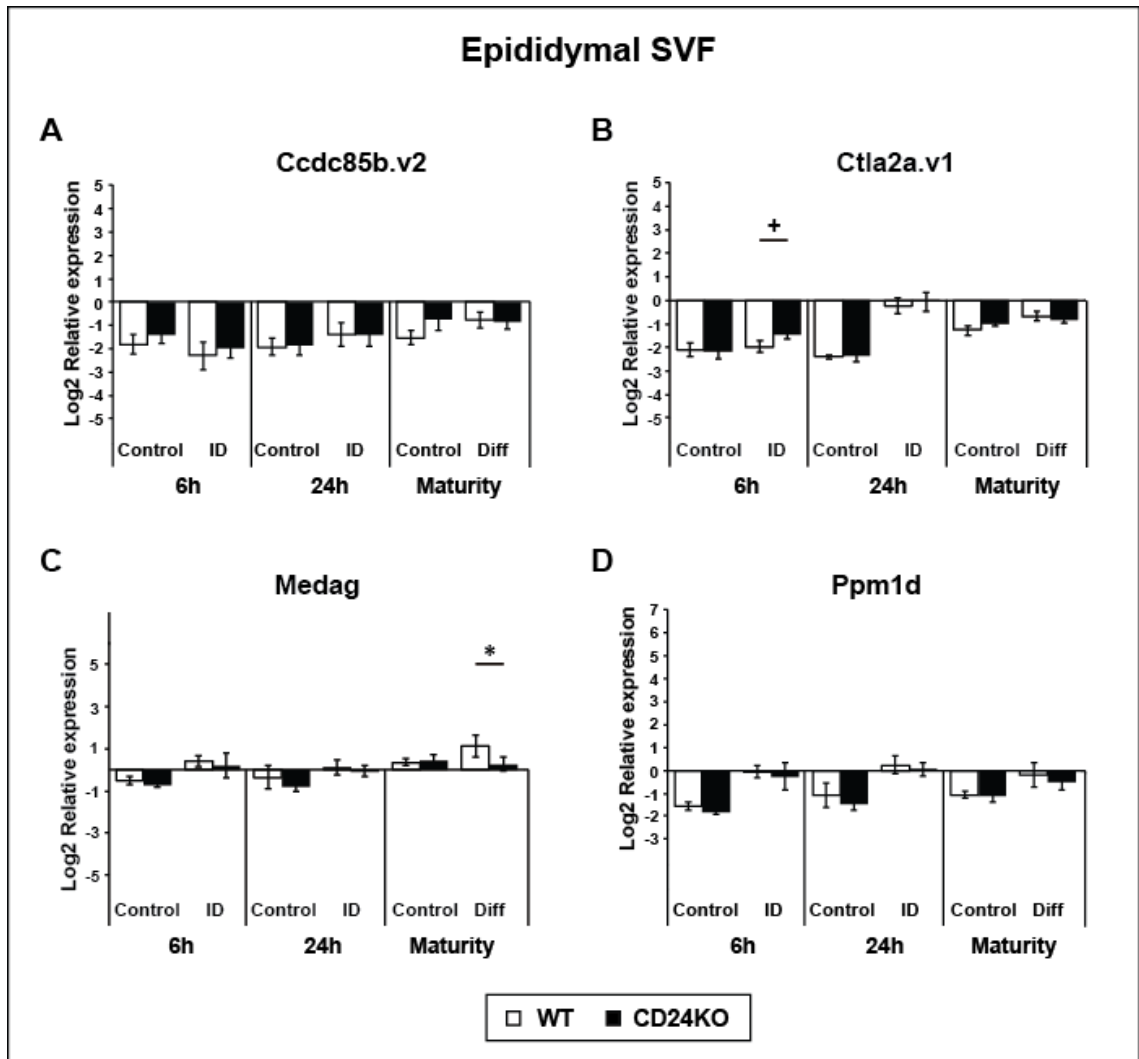 Epididymal SVF
A
Ccdc85b.v2
Log2 Relative expression
5
4
3
2
1
0
-1
-2
-3
-4
-5
Control ID Control ID Control Diff
6h 24h Maturity
B
Ctla2a.v1
Log2 Relative expression
5
4
3
2
1
0
-1
-2
-3
-4
-5
+
Control ID Control ID Control Diff
6h 24h Maturity
C
Medag
Log2 Relative expression
5
3
1
-1
-3
-5
*
Control ID Control ID Control Diff
6h 24h Maturity
D
Ppm1d
Log2 Relative expression
7
6
5
4
3
2
1
0
-1
-2
-3
Control ID Control ID Control Diff
6h 24h Maturity
WT CD24KO